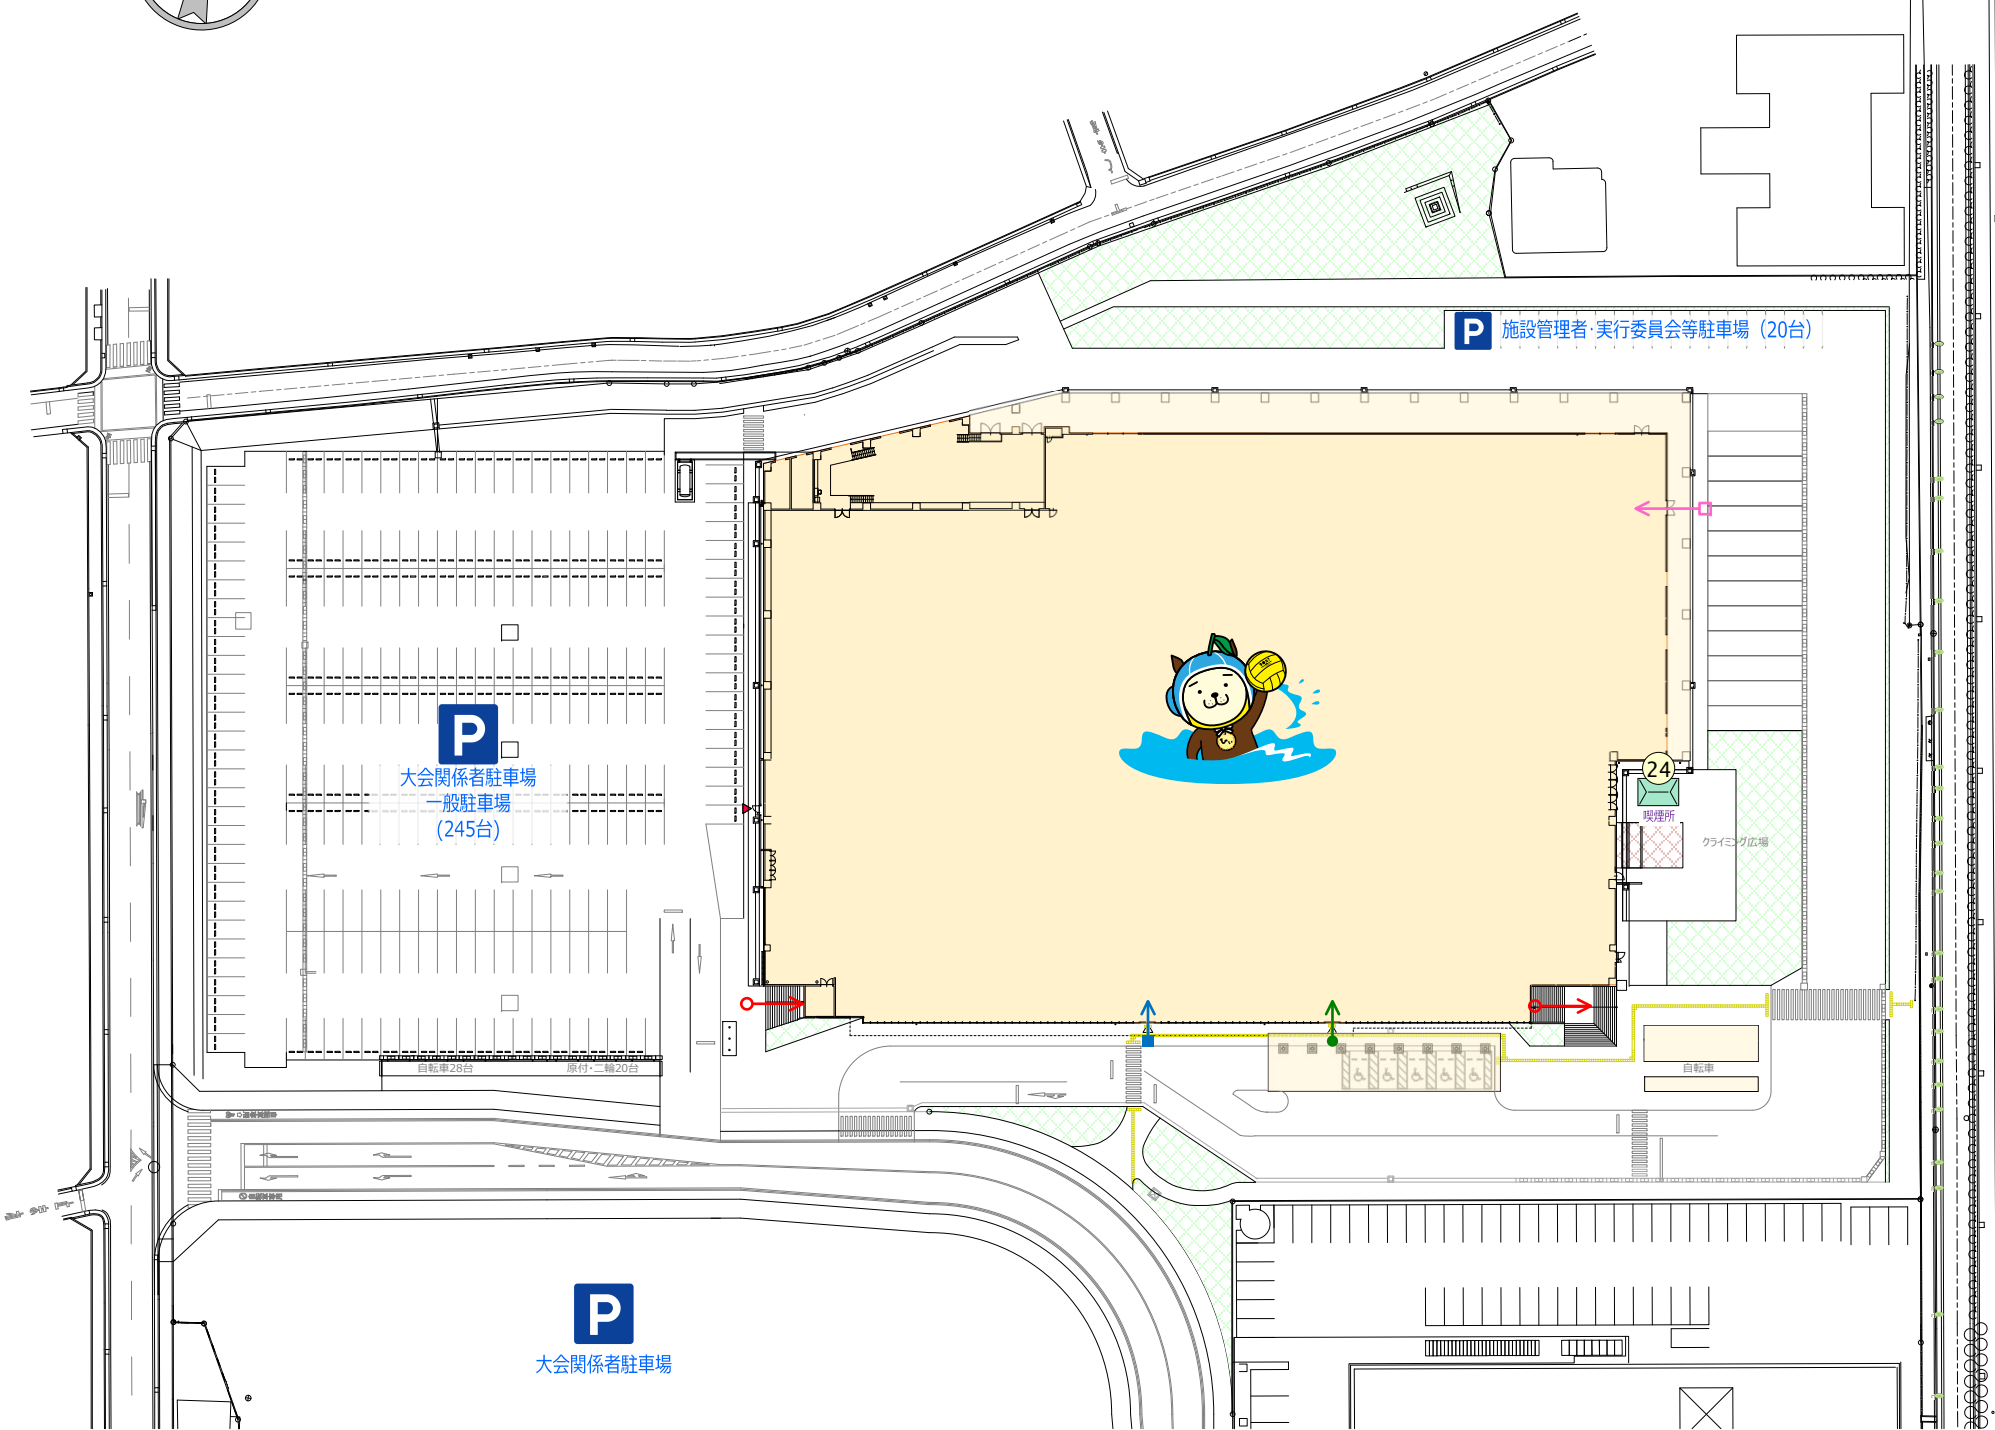 P 施設管理者・実行委員会等駐車場（20台）
P
大会関係者駐車場
一般駐車場
(245台)
24
喫煙所
クライミング広場
自転車28台
原付・二輪20台
自転車
P
大会関係者駐車場